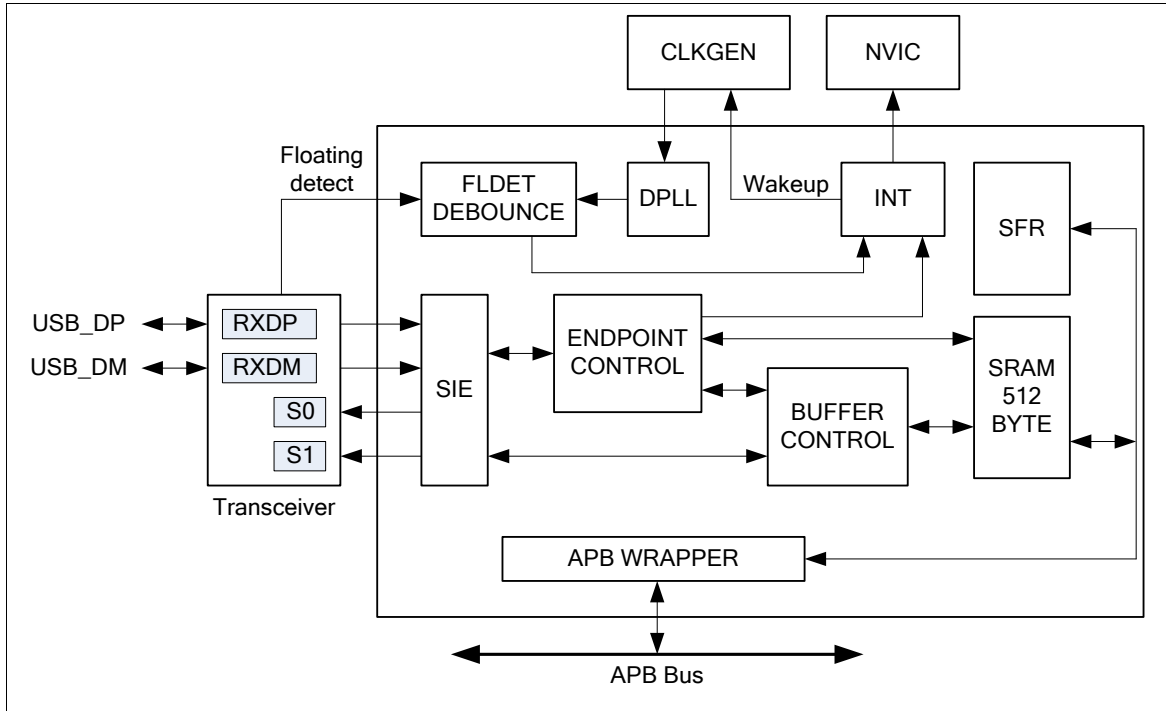 CLKGEN
NVIC
Floating
detect
FLDET
DEBOUNCE
DPLL
Wakeup
INT
SFR
USB_DP
USB_DM
RXDP
RXDM
S0
S1
Transceiver
SIE
ENDPOINT
CONTROL
BUFFER
CONTROL
SRAM
512
BYTE
APB WRAPPER
APB Bus